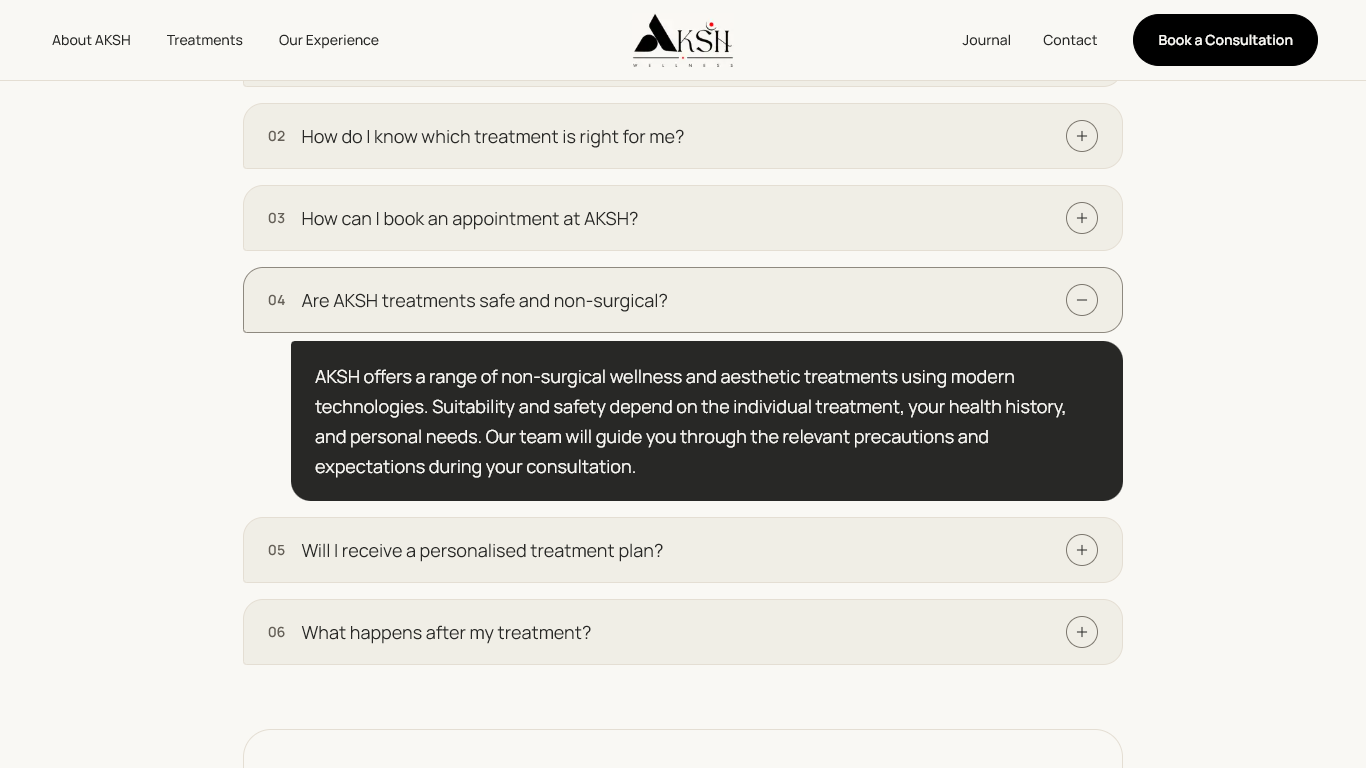 About AKSH
Treatments
Our Experience
AKSH
WELLNESS
Journal
Contact
Book a Consultation
02 How do I know which treatment is right for me?
03 How can I book an appointment at AKSH?
04 Are AKSH treatments safe and non-surgical?
AKSH offers a range of non-surgical wellness and aesthetic treatments using modern
technologies. Suitability and safety depend on the individual treatment, your health history,
and personal needs. Our team will guide you through the relevant precautions and
expectations during your consultation.
05 Will I receive a personalised treatment plan?
06 What happens after my treatment?